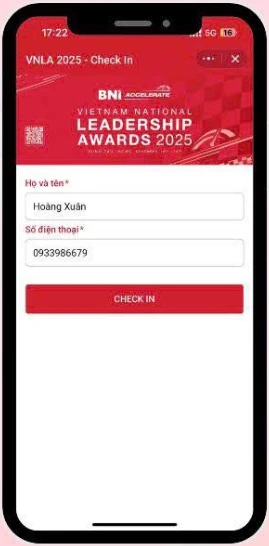 17:22
5G 16
VNLA 2025 - Check In
BNI ACCELERATE
VIETNAM NATIONAL
LEADERSHIP
AWARDS 2025
Họ và tên*
Hoàng Xuân
Số điện thoại*
0933986679
CHECK IN